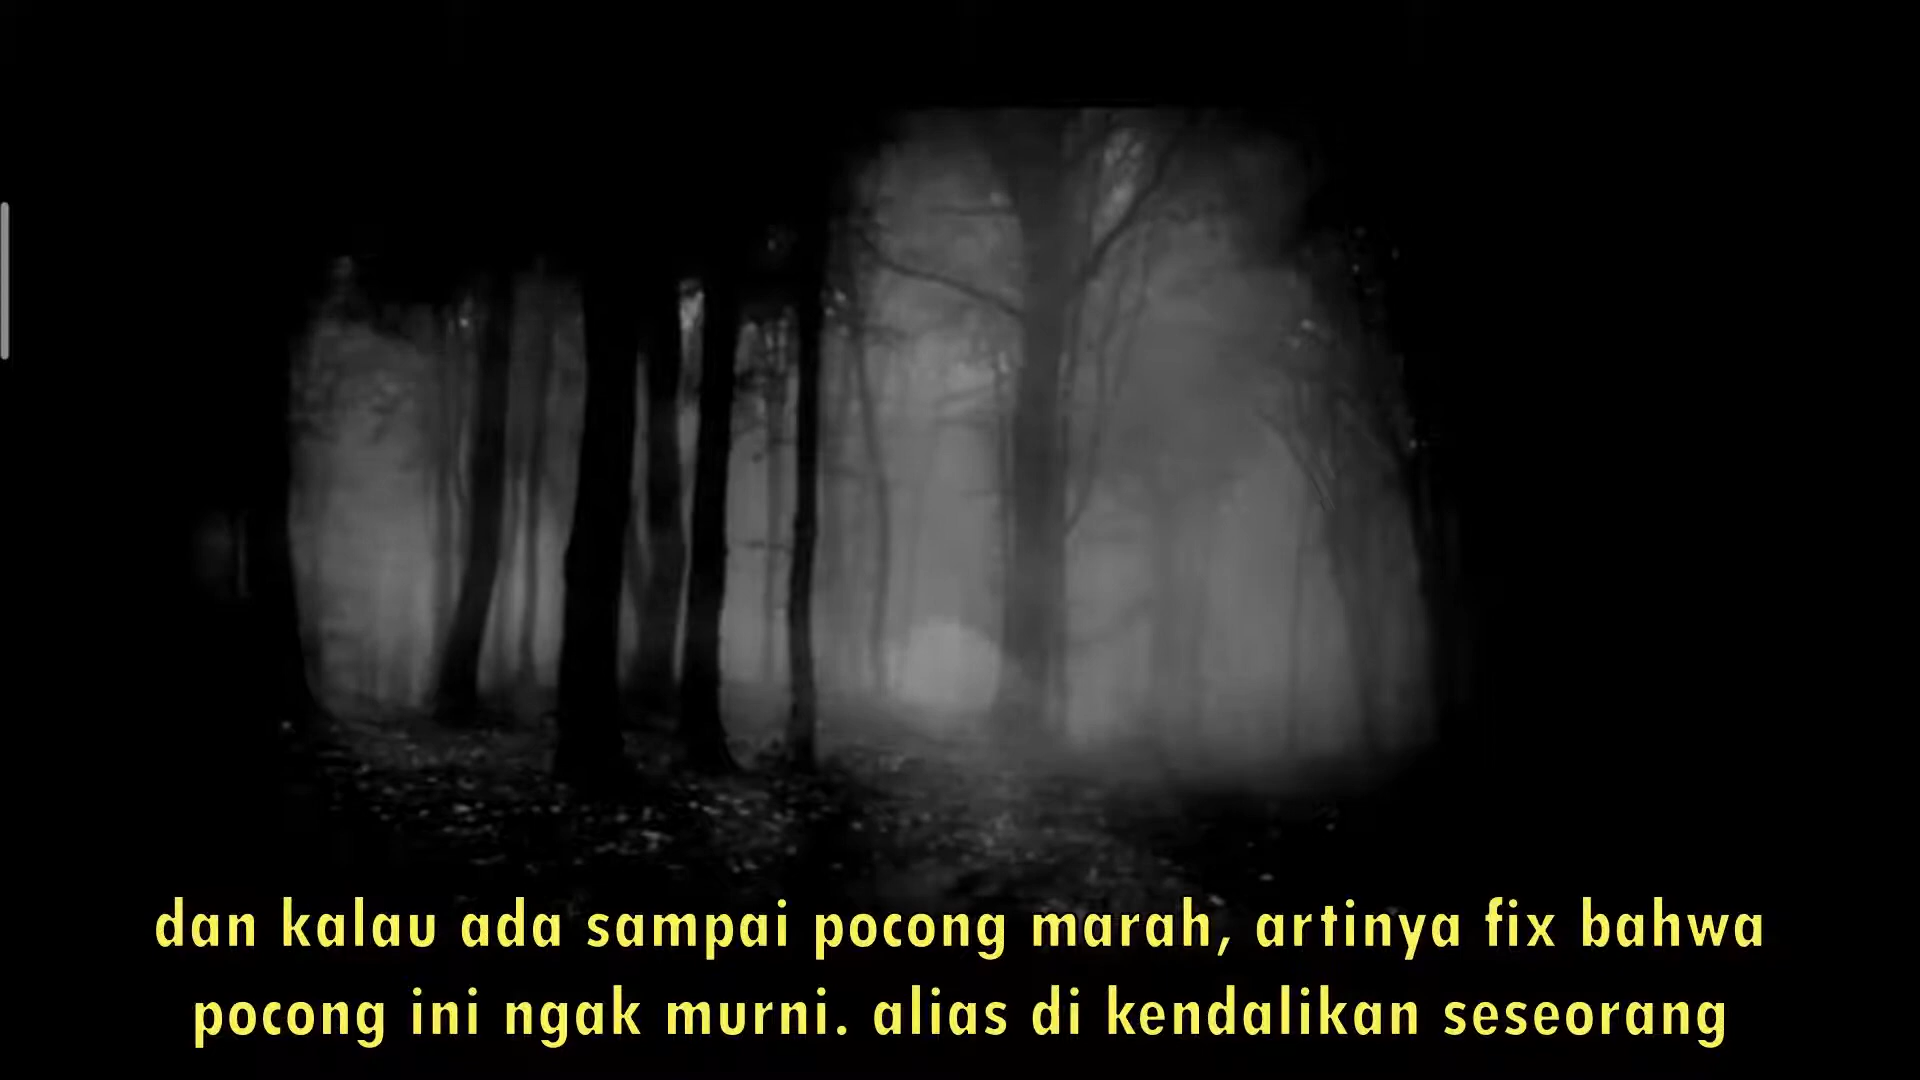 dan kalau ada sampai pocong marah, artinya fix bahwa
pocong ini ngak murni. alias di kendalikan seseorang